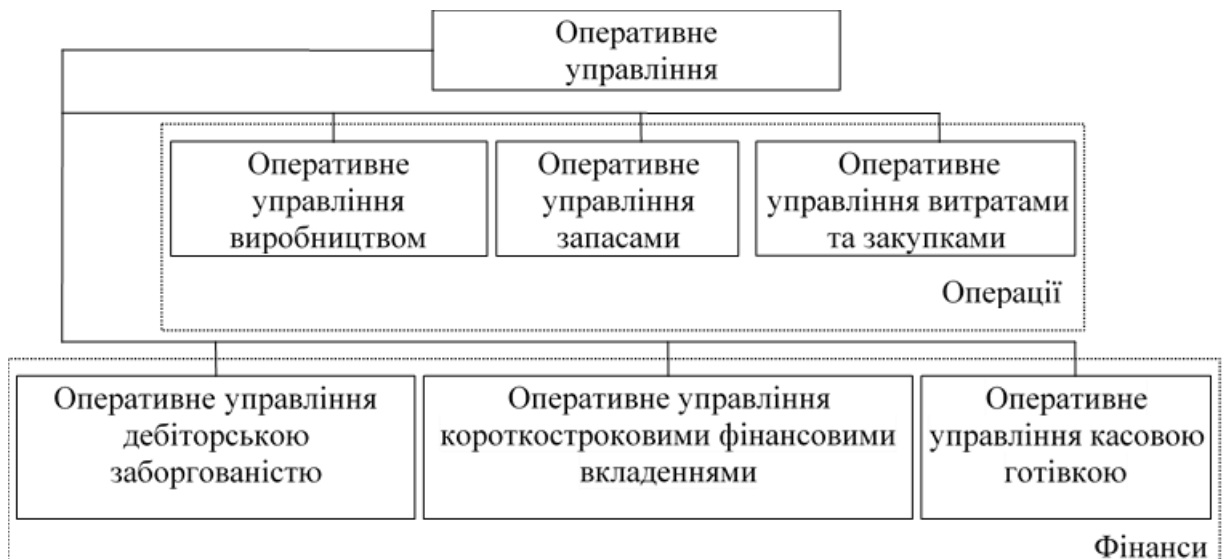 Оперативне
управління
Оперативне
управління
виробництвом
Оперативне
управління
запасами
Оперативне
управління витратами
та закупками
Операції
Оперативне управління
дебіторською
заборгованістю
Оперативне управління
короткостроковими фінансовими
вкладеннями
Оперативне
управління касовою
готівкою
Фінанси